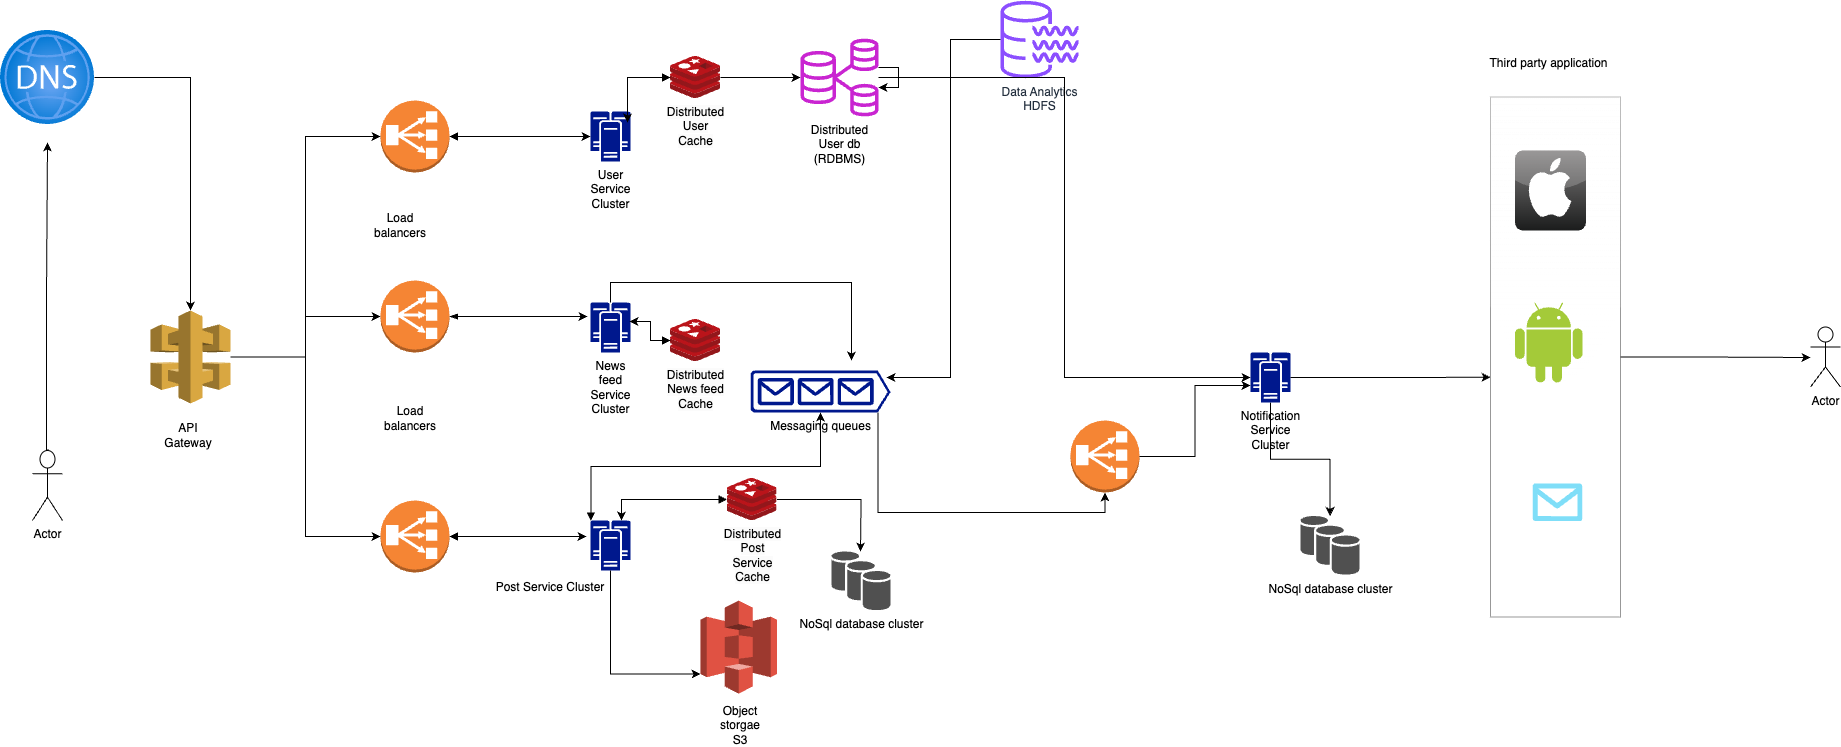 DNS
Actor
API
Gateway
Load
balancers
Load
balancers
User
Service
Cluster
Distributed
User
Cache
Distributed
User db
(RDBMS)
Data Analytics
HDFS
News
feed
Service
Cluster
Distributed
News feed
Cache
Messaging queues
Post Service Cluster
Distributed
Post
Service
Cache
NoSql database cluster
Object
storgae
S3
Notification
Service
Cluster
NoSql database cluster
Third party application
Actor